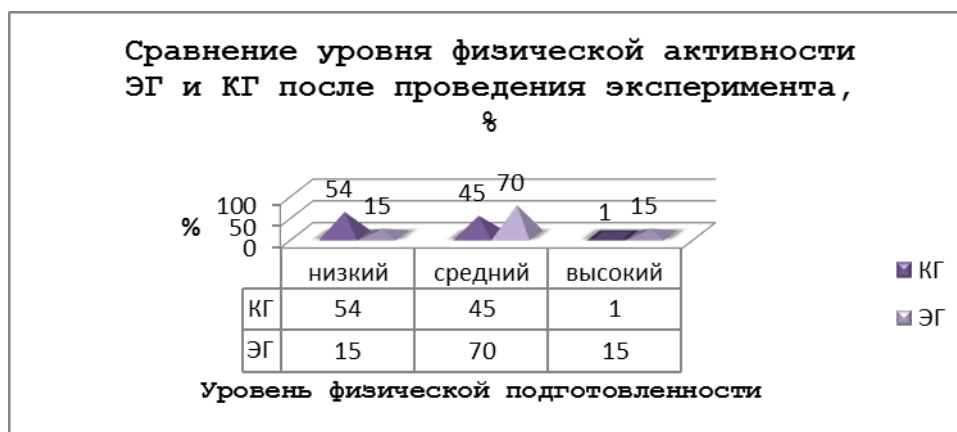 Сравнение уровня физической активности
ЭГ и КГ после проведения эксперимента,
%
54
15
45
70
1
15
%
100
50
0
низкий средний высокий
КГ 54 45 1
ЭГ 15 70 15
КГ
ЭГ
Уровень физической подготовленности